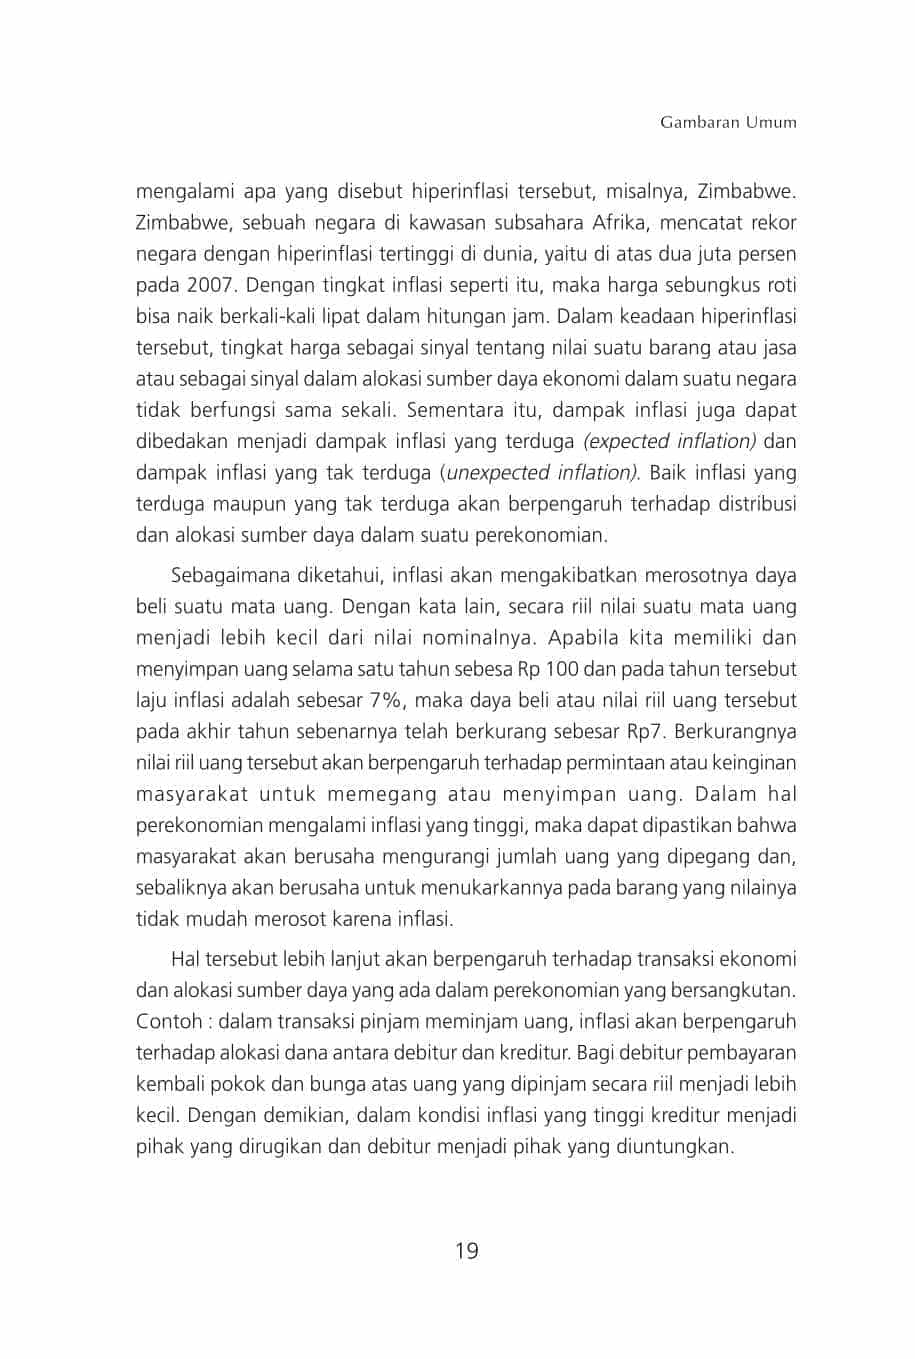 Gambaran Umum
mengalami apa yang disebut hiperinflasi tersebut, misalnya, Zimbabwe.
Zimbabwe, sebuah negara di kawasan subsahara Afrika, mencatat rekor
negara dengan hiperinflasi tertinggi di dunia, yaitu di atas dua juta persen
pada 2007. Dengan tingkat inflasi seperti itu, maka harga sebungkus roti
bisa naik berkali-kali lipat dalam hitungan jam. Dalam keadaan hiperinflasi
tersebut, tingkat harga sebagai sinyal tentang nilai suatu barang atau jasa
atau sebagai sinyal dalam alokasi sumber daya ekonomi dalam suatu negara
tidak berfungsi sama sekali. Sementara itu, dampak inflasi juga dapat
dibedakan menjadi dampak inflasi yang terduga (expected inflation) dan
dampak inflasi yang tak terduga (unexpected inflation). Baik inflasi yang
terduga maupun yang tak terduga akan berpengaruh terhadap distribusi
dan alokasi sumber daya dalam suatu perekonomian.
Sebagaimana diketahui, inflasi akan mengakibatkan merosotnya daya
beli suatu mata uang. Dengan kata lain, secara riil nilai suatu mata uang
menjadi lebih kecil dari nilai nominalnya. Apabila kita memiliki dan
menyimpan uang selama satu tahun sebesa Rp 100 dan pada tahun tersebut
laju inflasi adalah sebesar 7%, maka daya beli atau nilai riil uang tersebut
pada akhir tahun sebenarnya telah berkurang sebesar Rp7. Berkurangnya
nilai riil uang tersebut akan berpengaruh terhadap permintaan atau keinginan
masyarakat untuk memegang atau menyimpan uang. Dalam hal
perekonomian mengalami inflasi yang tinggi, maka dapat dipastikan bahwa
masyarakat akan berusaha mengurangi jumlah uang yang dipegang dan,
sebaliknya akan berusaha untuk menukarkannya pada barang yang nilainya
tidak mudah merosot karena inflasi.
Hal tersebut lebih lanjut akan berpengaruh terhadap transaksi ekonomi
dan alokasi sumber daya yang ada dalam perekonomian yang bersangkutan.
Contoh : dalam transaksi pinjam meminjam uang, inflasi akan berpengaruh
terhadap alokasi dana antara debitur dan kreditur. Bagi debitur pembayaran
kembali pokok dan bunga atas uang yang dipinjam secara riil menjadi lebih
kecil. Dengan demikian, dalam kondisi inflasi yang tinggi kreditur menjadi
pihak yang dirugikan dan debitur menjadi pihak yang diuntungkan.
19